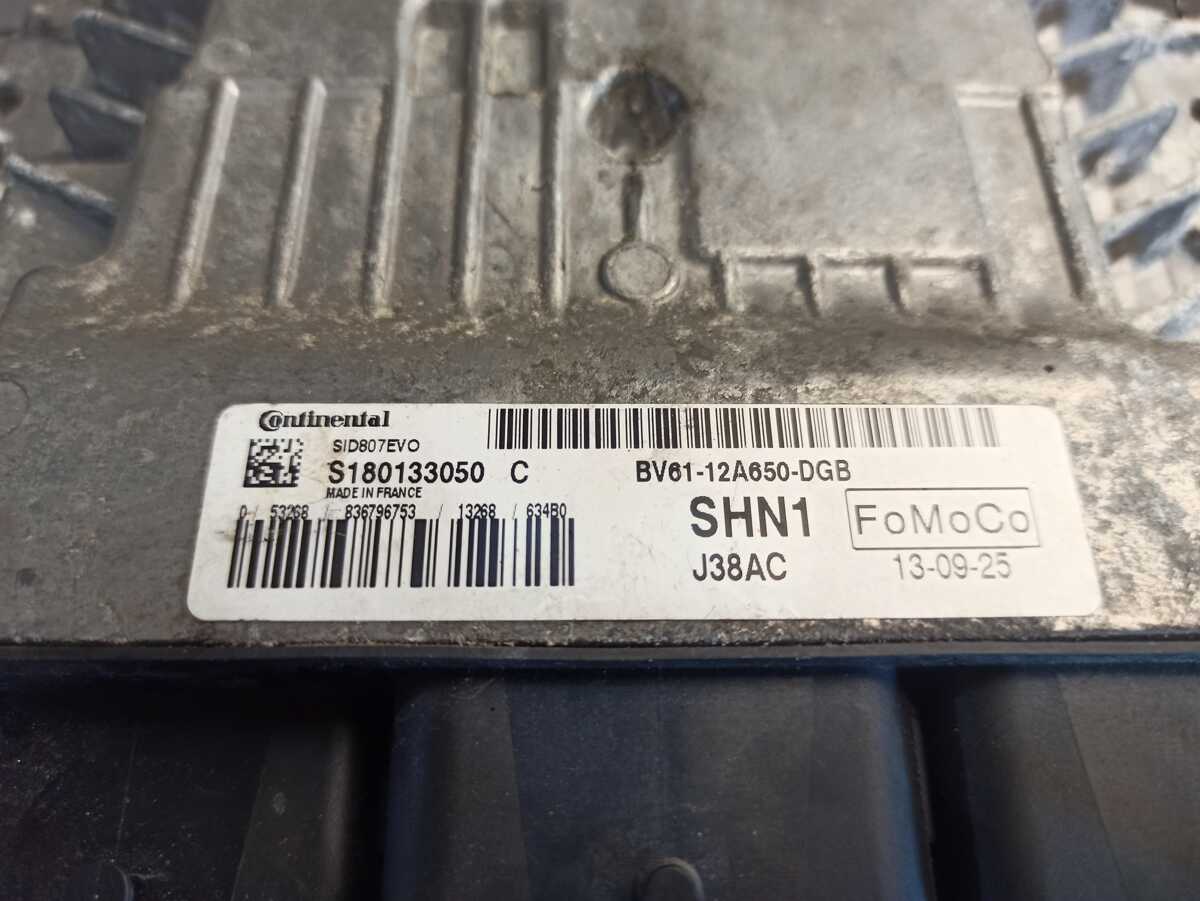 Continental
SID807EVO
S180133050 C
MADE IN FRANCE
0 53268 / 836796753 / 13268 / 634B0
BV61-12A650-DGB
SHN1
FoMoCo
J38AC
13-09-25